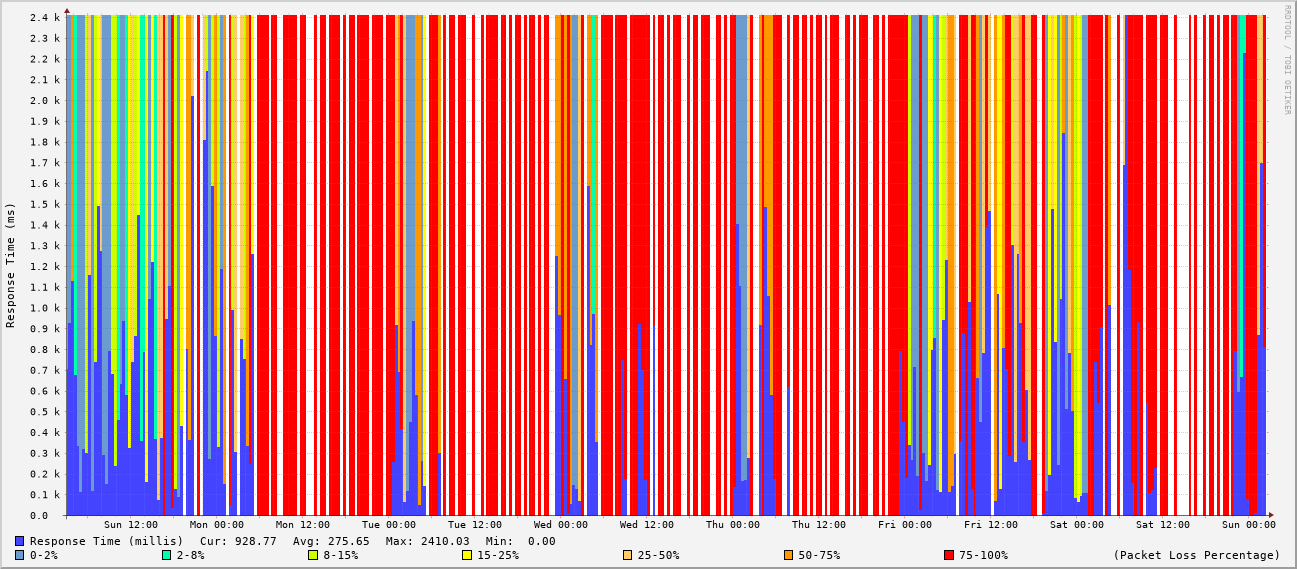 2.4 k
2.3 k
2.2 k
2.1 k
2.0 k
1.9 k
1.8 k
1.7 k
1.6 k
1.5 k
1.4 k
1.3 k
1.2 k
1.1 k
1.0 k
0.9 k
0.8 k
0.7 k
0.6 k
0.5 k
0.4 k
0.3 k
0.2 k
0.1 k
0.0
Response Time (ms)
RRDTOOL / TOBI OETIKER
Sun 12:00 Mon 00:00 Mon 12:00 Tue 00:00 Tue 12:00 Wed 00:00 Wed 12:00 Thu 00:00 Thu 12:00 Fri 00:00 Fri 12:00 Sat 00:00 Sat 12:00 Sun 00:00
Response Time (millis) Cur: 928.77 Avg: 275.65 Max: 2410.03 Min: 0.00
0-2% 2-8% 8-15% 15-25% 25-50% 50-75% 75-100% (Packet Loss Percentage)